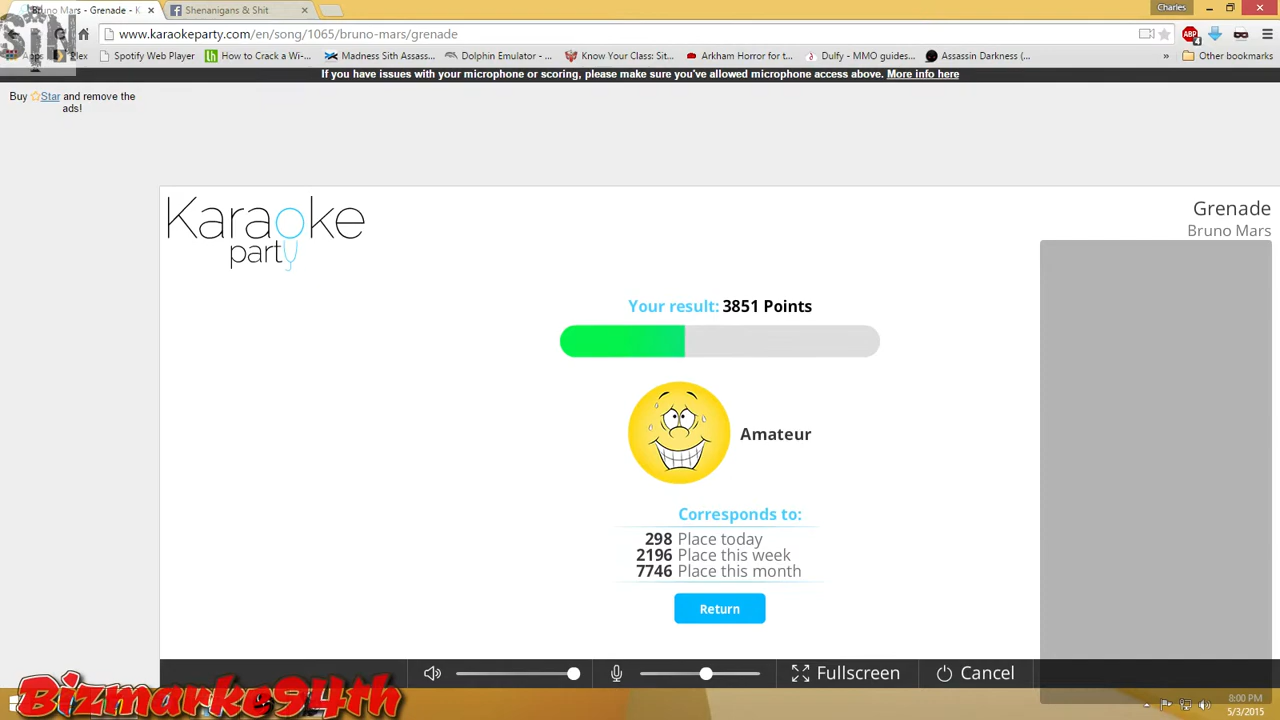 Bruno Mars - Grenade - K
Shenanigans & Shit
Charles
www.karaokeparty.com/en/song/1065/bruno-mars/grenade
ABP
4
STN
Apps
Plex
Spotify Web Player
How to Crack a Wi-...
Madness Sith Assass...
Dolphin Emulator - ...
Know Your Class: Sit...
Arkham Horror for t...
Dulfy - MMO guides...
Assassin Darkness (...
»
Other bookmarks
If you have issues with your microphone or scoring, please make sure you've allowed microphone access above. More info here
Buy Star and remove the
ads!
Karaoke
party
Grenade
Bruno Mars
Your result: 3851 Points
Amateur
Corresponds to:
298 Place today
2196 Place this week
7746 Place this month
Return
Fullscreen
Cancel
Bizmarke94th
8:00 PM
5/3/2015